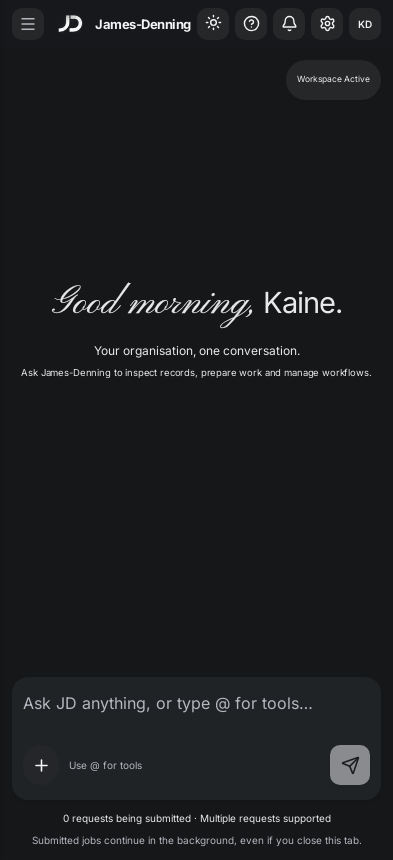 JD James-Denning KD
Workspace Active
Good morning, Kaine.
Your organisation, one conversation.
Ask James-Denning to inspect records, prepare work and manage workflows.
Ask JD anything, or type @ for tools...
Use @ for tools
0 requests being submitted · Multiple requests supported
Submitted jobs continue in the background, even if you close this tab.